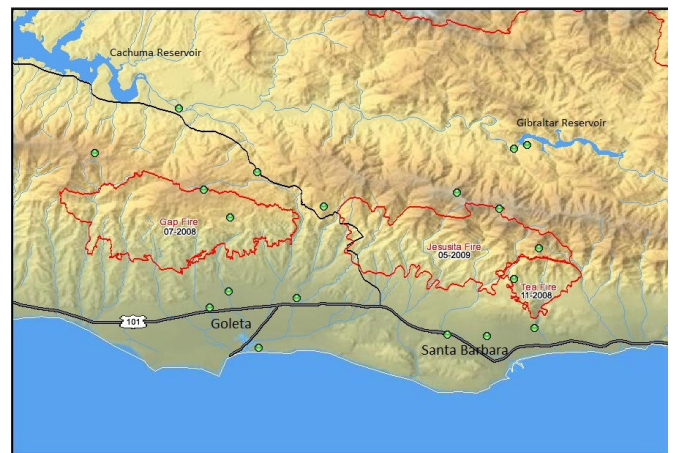 Cachuma Reservoir
Gibraltar Reservoir
Gap Fire
07-2008
Jesusita Fire
05-2009
Tea Fire
11-2008
101
Goleta
Santa Barbara